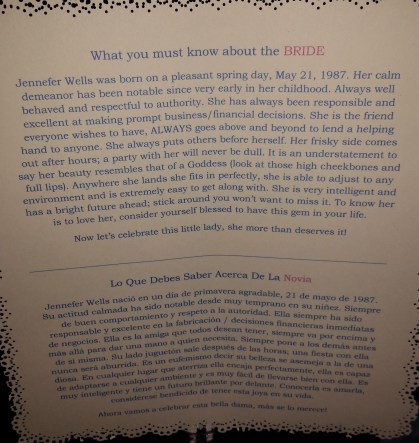 What you must know about the BRIDE
Jennefer Wells was born on a pleasant spring day, May 21, 1987. Her calm
demeanor has been notable since very early in her childhood. Always well
behaved and respectful to authority. She has always been responsible and
excellent at making prompt business/financial decisions. She is the friend
everyone wishes to have, ALWAYS goes above and beyond to lend a helping
hand to anyone. She always puts others before herself. Her frisky side comes
out after hours; a party with her will never be dull. It is an understatement to
say her beauty resembles that of a Goddess (look at those high cheekbones and
full lips). Anywhere she lands she fits in perfectly, she is able to adjust to any
environment and is extremely easy to get along with. She is very intelligent and
has a bright future ahead; stick around you won't want to miss it. To know her
is to love her, consider yourself blessed to have this gem in your life.
Now let's celebrate this little lady, she more than deserves it!
Lo Que Debes Saber Acerca De La Novia
Jennefer Wells nació en un día de primavera agradable, 21 de mayo de 1987.
Su actitud calmada ha sido notable desde muy temprano en su niñez. Siempre
de buen comportamiento y respeto a la autoridad. Ella siempre ha sido
responsable y excelente en la fabricación / decisiones financieras inmediatas
de negocios. Ella es la amiga que todos desean tener, siempre va por encima y
más allá para dar una mano a quien necesita. Siempre pone a los demás antes
de si misma. Su lado juguetón sale después de las horas; una fiesta con ella
nunca será aburrida. Es un eufemismo decir su belleza se asemeja a la de una
diosa. En cualquier lugar que aterriza ella encaja perfectamente, ella es capaz
de adaptarse a cualquier ambiente y es muy fácil de llevarse bien con ella. Es
muy inteligente y tiene un futuro brillante por delante. Conocerla es amarla,
considérese bendecido de tener esta joya en su vida.
Ahora vamos a celebrar esta bella dama, más se lo merece!